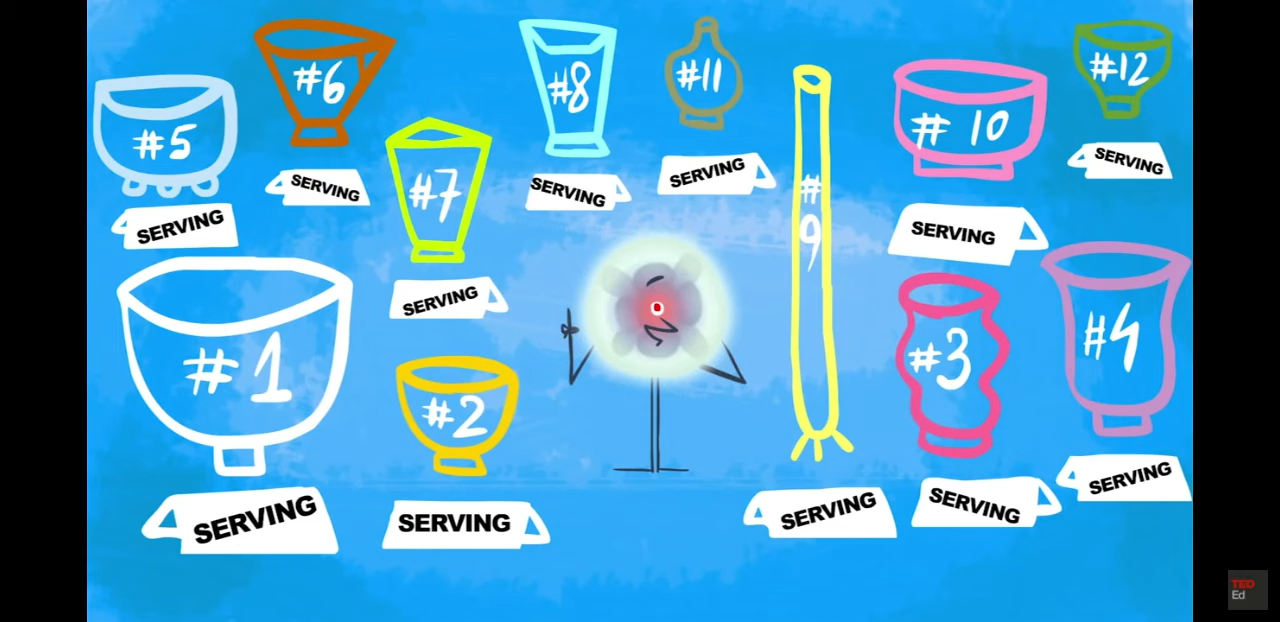 #5
#6
#7
#8
#11
#9
#10
#12
SERVING
SERVING
SERVING
SERVING
SERVING
SERVING
SERVING
#1
#2
#3
#4
SERVING
SERVING
SERVING
SERVING
SERVING
TED
Ed